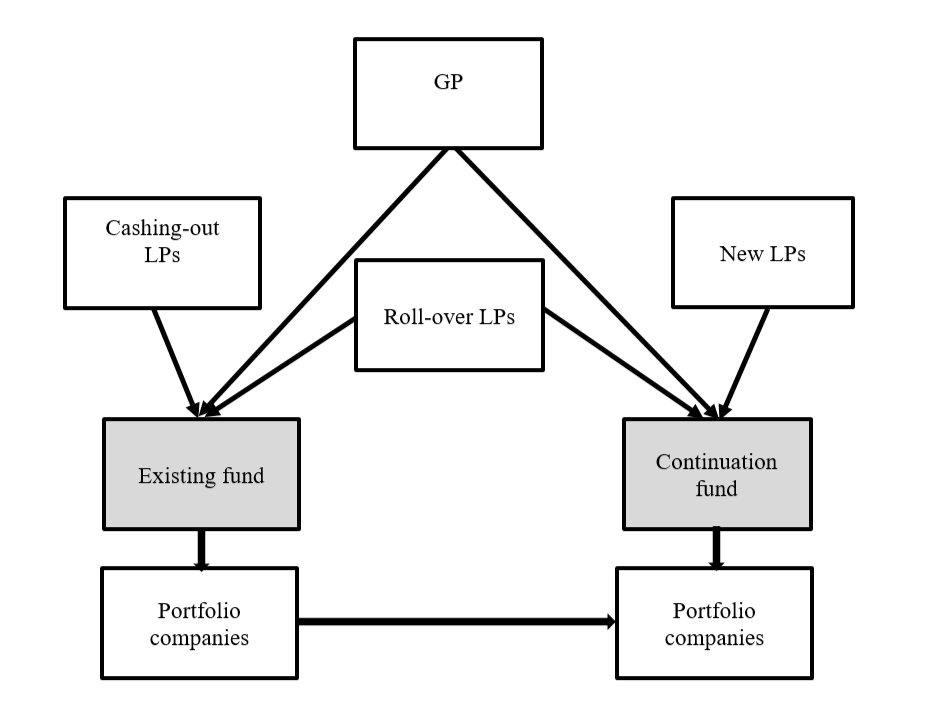 GP
Cashing-out
LPs
New LPs
Roll-over LPs
Existing fund
Continuation
fund
Portfolio
companies
Portfolio
companies